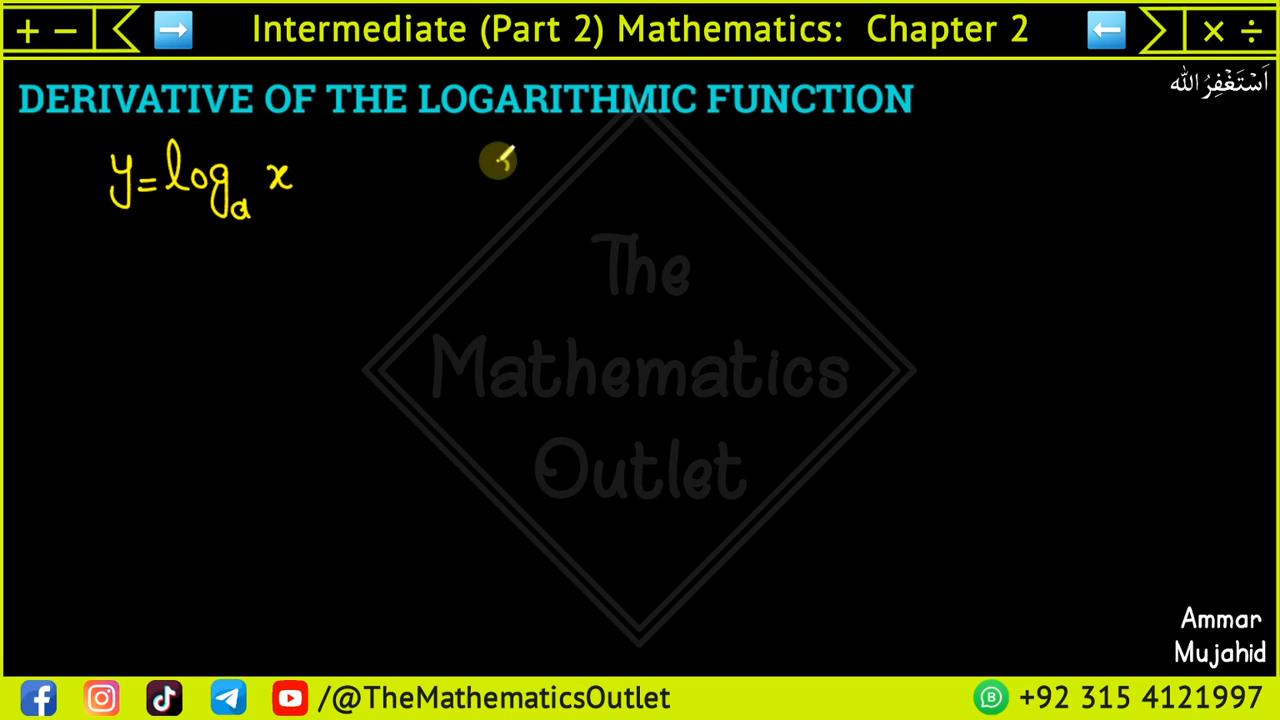 + − Intermediate (Part 2) Mathematics: Chapter 2 × ÷
اَسْتَغْفِرُ اللّٰه
DERIVATIVE OF THE LOGARITHMIC FUNCTION
y = logₐ x
The
Mathematics
Outlet
Ammar
Mujahid
/@TheMathematicsOutlet +92 315 4121997